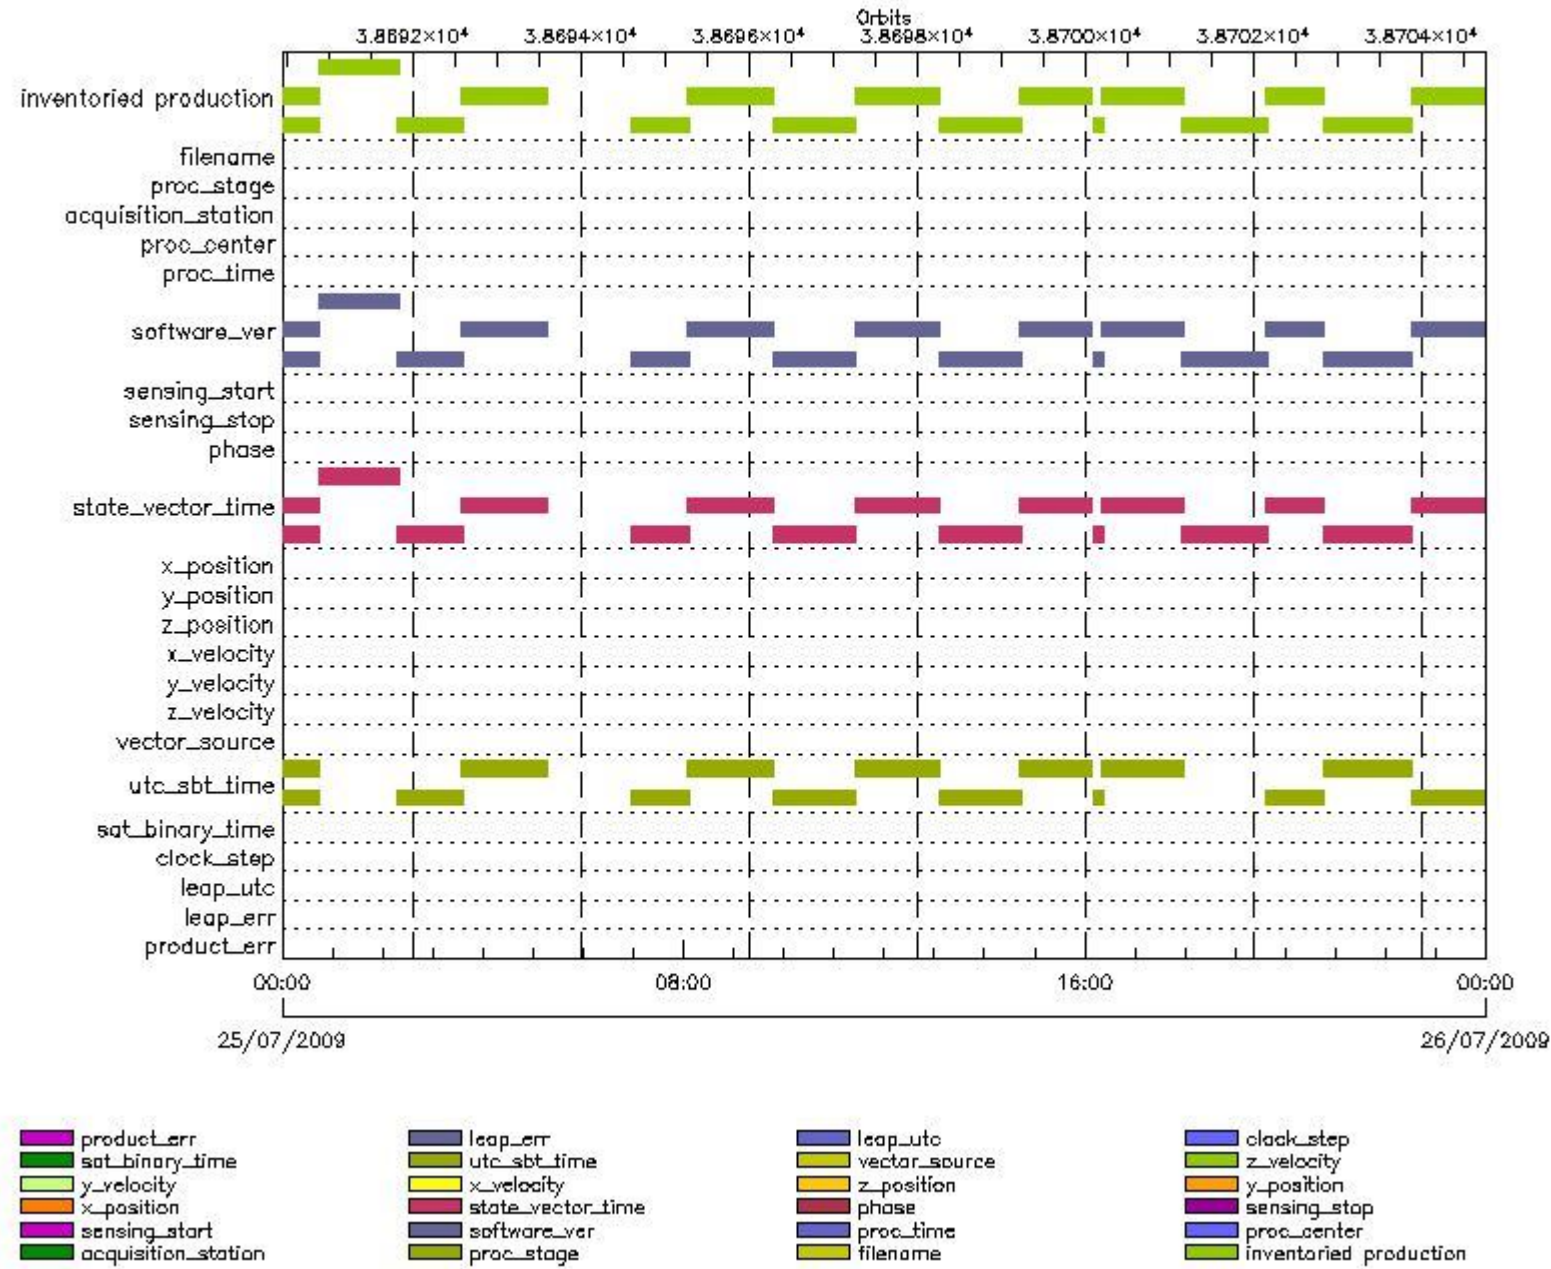 Orbits
3.8692×10⁴ 3.8694×10⁴ 3.8696×10⁴ 3.8698×10⁴ 3.8700×10⁴ 3.8702×10⁴ 3.8704×10⁴
inventoried production
filename
proc_stage
acquisition_station
proc_center
proc_time
software_ver
sensing_start
sensing_stop
phase
state_vector_time
x_position
y_position
z_position
x_velocity
y_velocity
z_velocity
vector_source
utc_sbt_time
sat_binary_time
clock_step
leap_utc
leap_err
product_err
00:00 08:00 16:00 00:00
25/07/2009 26/07/2009
product_err leap_err leap_utc clock_step
sat_binary_time utc_sbt_time vector_source z_velocity
y_velocity x_velocity z_position y_position
x_position state_vector_time phase sensing_stop
sensing_start software_ver proc_time proc_center
acquisition_station proc_stage filename inventoried production